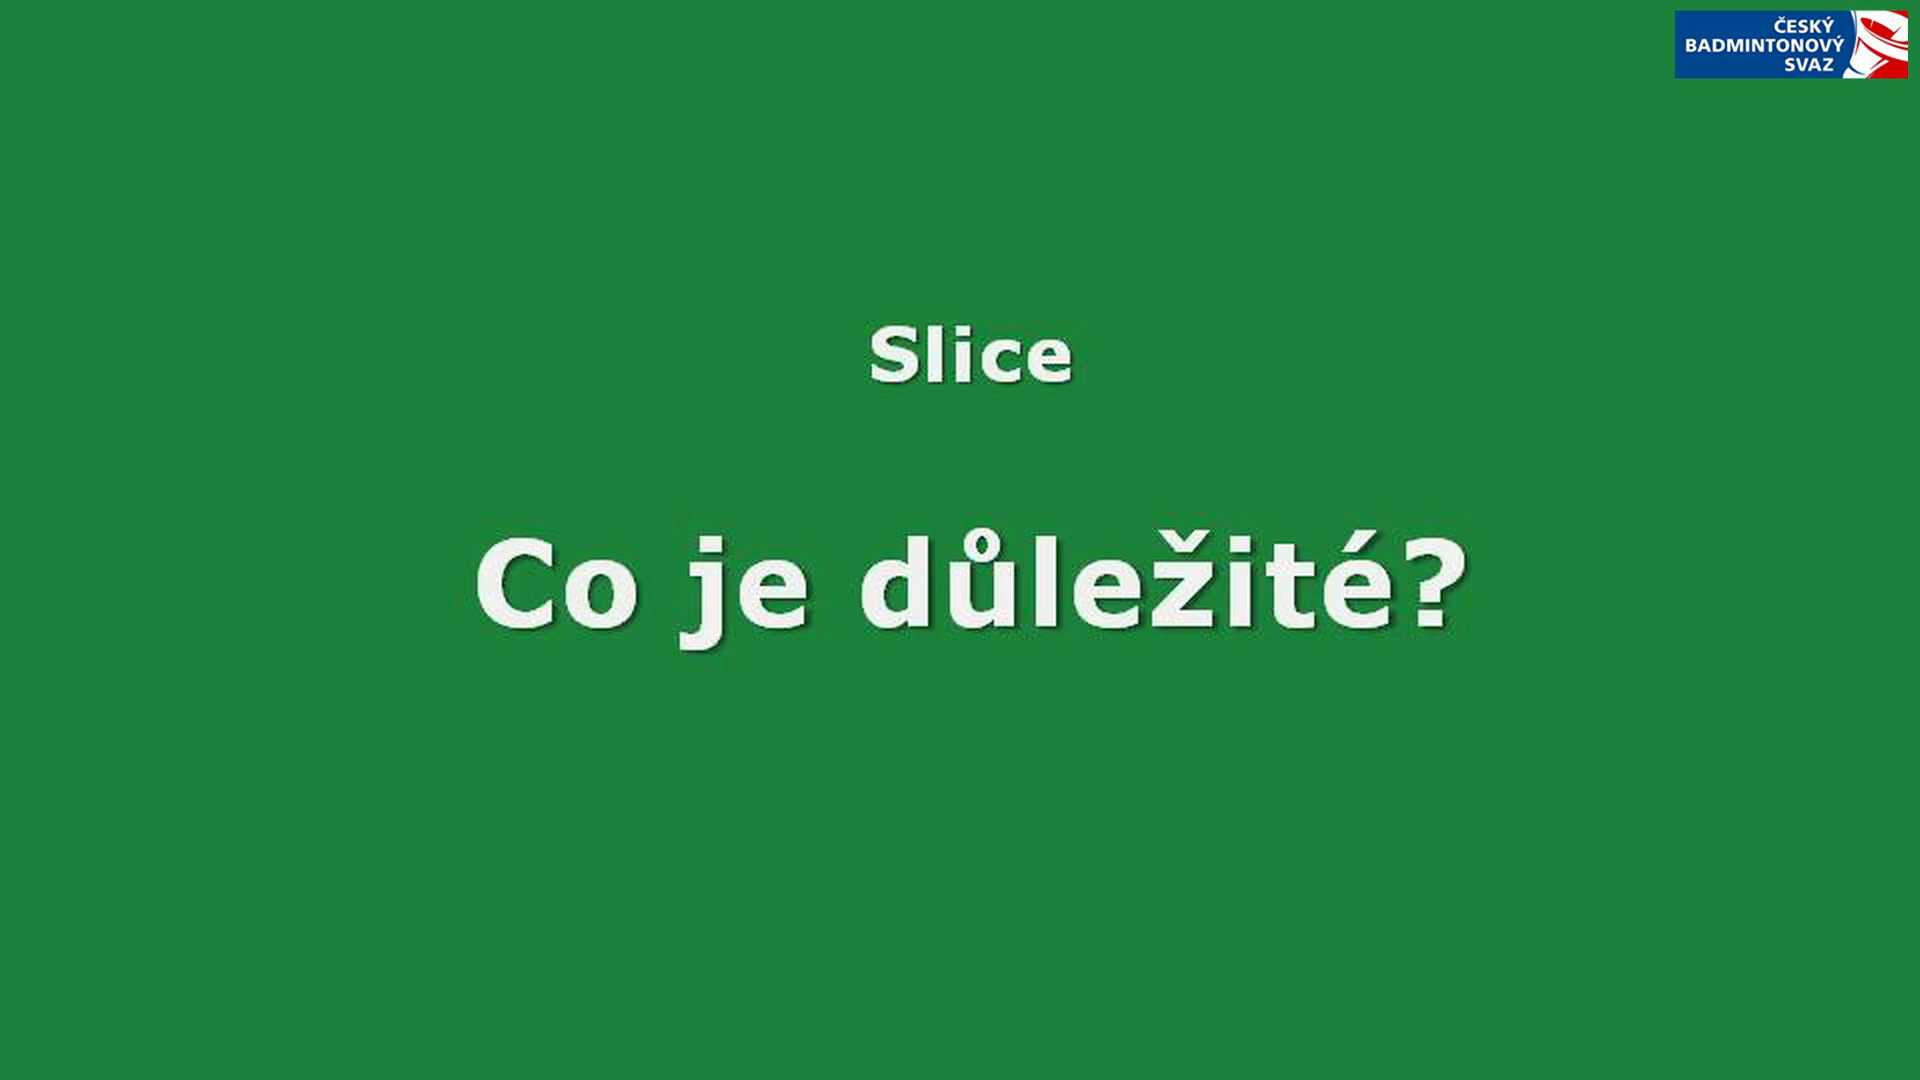 ČESKÝ
BADMINTONOVÝ
SVAZ
Slice
Co je důležité?